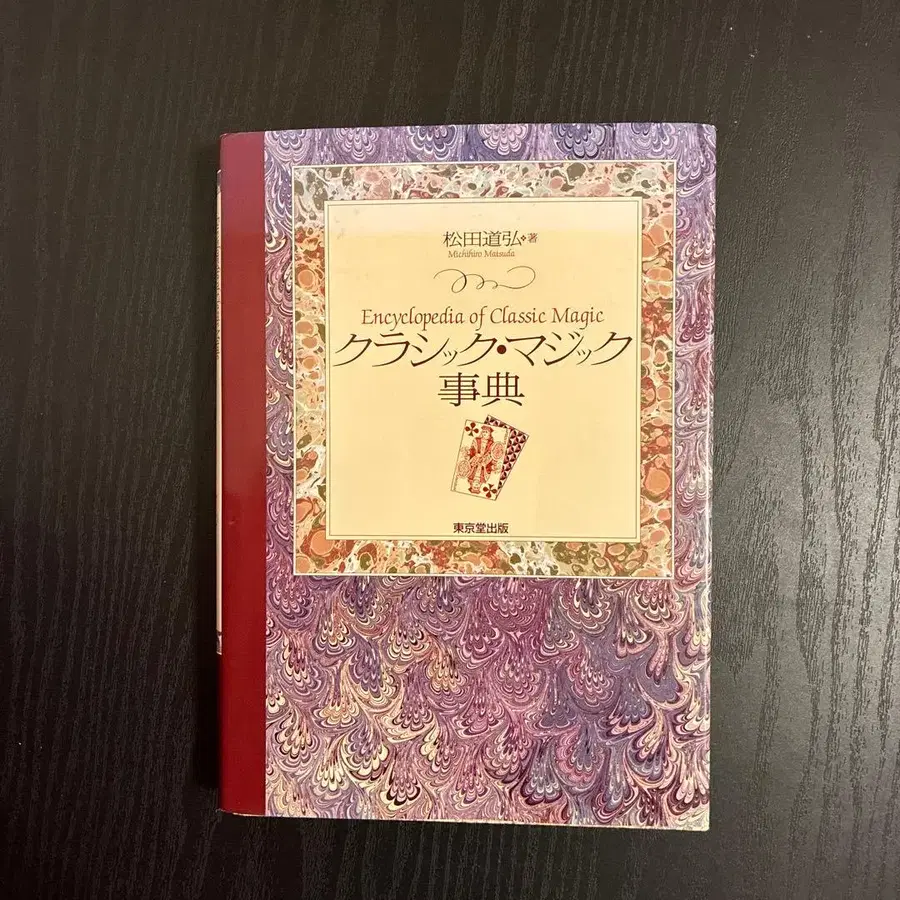 松田道弘◆著
Michihiro Matsuda
Encyclopedia of Classic Magic
クラシック・マジック
事典
東京堂出版